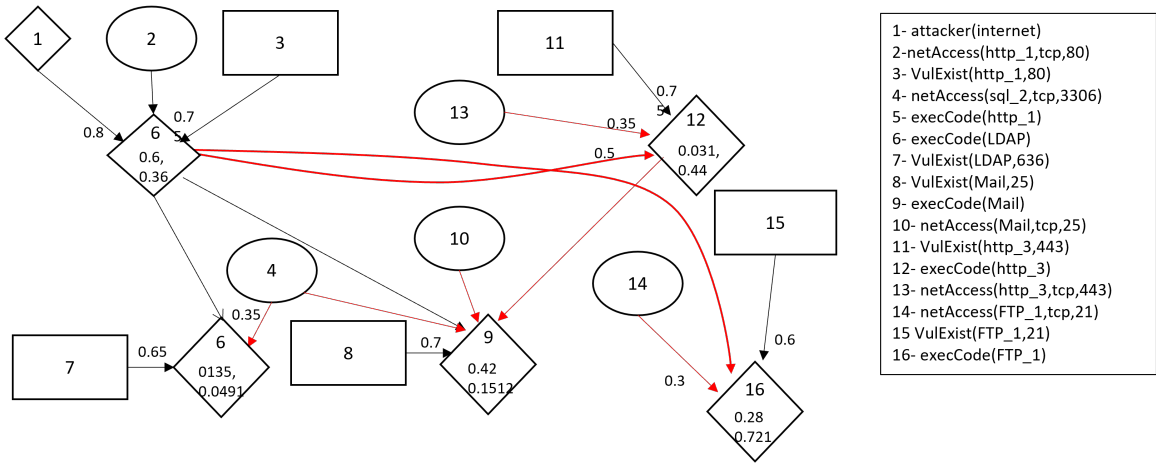 1
2
3
11
13
12
0.7
5
0.35
0.031,
0.44
0.8
0.7
5
6
0.6,
0.36
0.5
15
10
4
14
0.35
6
0135,
0.0491
7
0.65
8
0.7
9
0.42
0.1512
0.6
0.3
16
0.28
0.721
1- attacker(internet)
2-netAccess(http_1,tcp,80)
3- VulExist(http_1,80)
4- netAccess(sql_2,tcp,3306)
5- execCode(http_1)
6- execCode(LDAP)
7- VulExist(LDAP,636)
8- VulExist(Mail,25)
9- execCode(Mail)
10- netAccess(Mail,tcp,25)
11- VulExist(http_3,443)
12- execCode(http_3)
13- netAccess(http_3,tcp,443)
14- netAccess(FTP_1,tcp,21)
15 VulExist(FTP_1,21)
16- execCode(FTP_1)